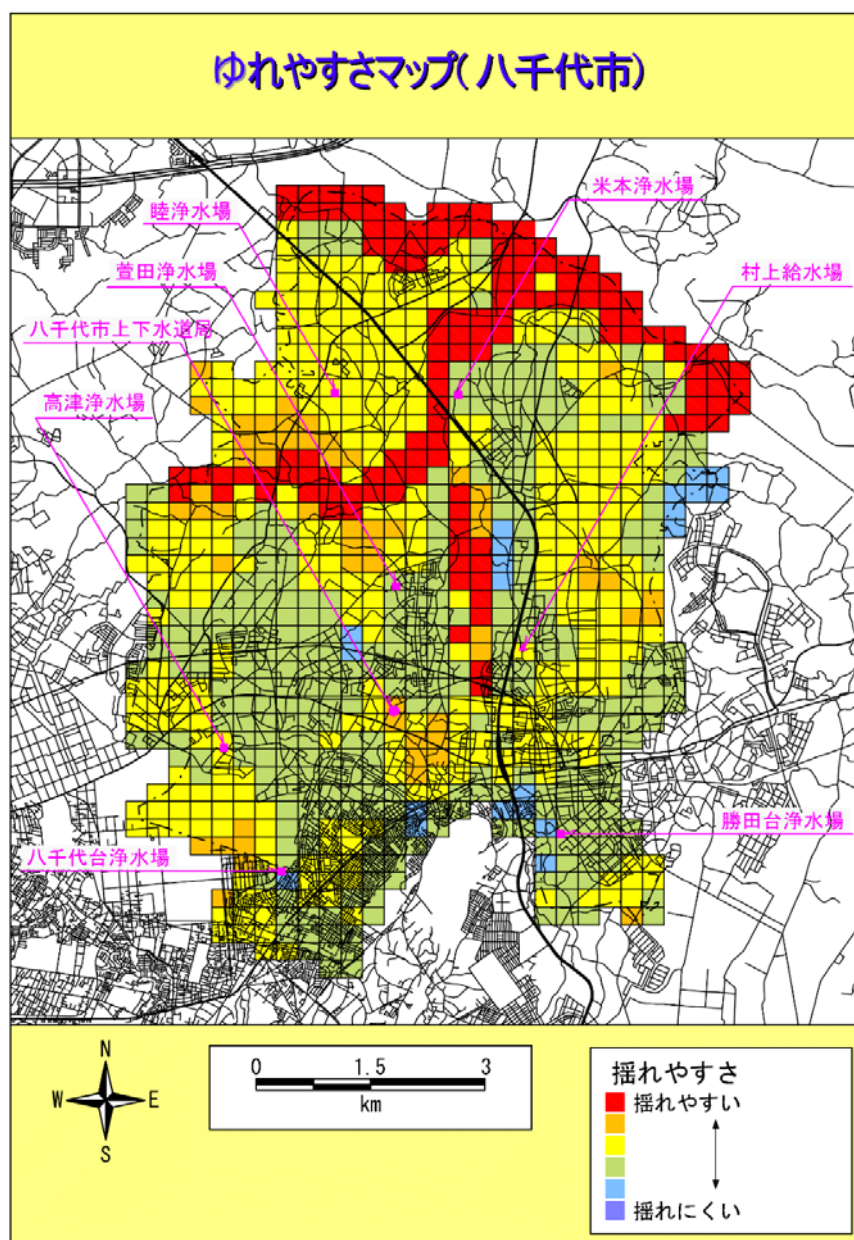 ゆれやすさマップ(八千代市)
米本浄水場
睦浄水場
萱田浄水場
村上給水場
八千代市上下水道局
高津浄水場
勝田台浄水場
八千代台浄水場
N
W E
S
0 1.5 3
km
揺れやすさ
揺れやすい
揺れにくい